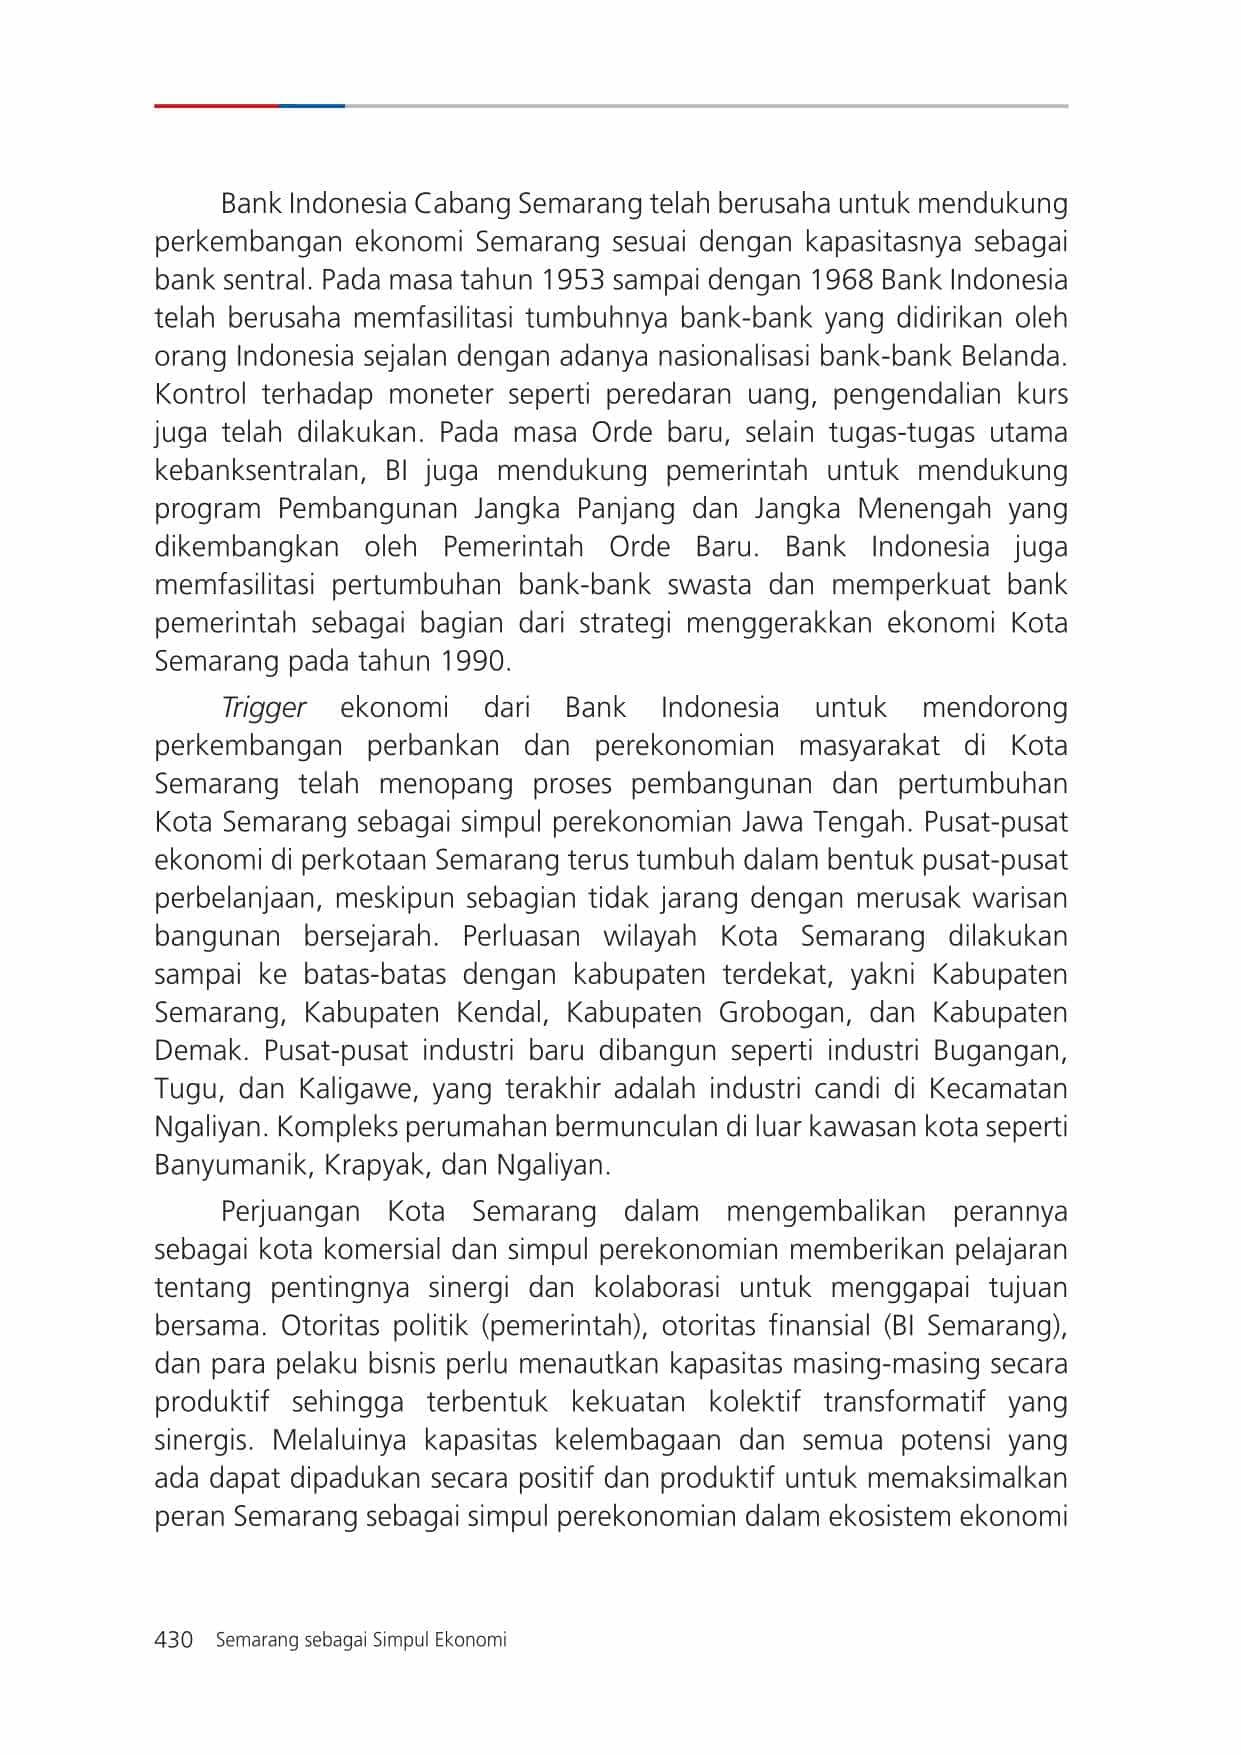 Bank Indonesia Cabang Semarang telah berusaha untuk mendukung
perkembangan ekonomi Semarang sesuai dengan kapasitasnya sebagai
bank sentral. Pada masa tahun 1953 sampai dengan 1968 Bank Indonesia
telah berusaha memfasilitasi tumbuhnya bank-bank yang didirikan oleh
orang Indonesia sejalan dengan adanya nasionalisasi bank-bank Belanda.
Kontrol terhadap moneter seperti peredaran uang, pengendalian kurs
juga telah dilakukan. Pada masa Orde baru, selain tugas-tugas utama
kebanksentralan, BI juga mendukung pemerintah untuk mendukung
program Pembangunan Jangka Panjang dan Jangka Menengah yang
dikembangkan oleh Pemerintah Orde Baru. Bank Indonesia juga
memfasilitasi pertumbuhan bank-bank swasta dan memperkuat bank
pemerintah sebagai bagian dari strategi menggerakkan ekonomi Kota
Semarang pada tahun 1990.
Trigger ekonomi dari Bank Indonesia untuk mendorong
perkembangan perbankan dan perekonomian masyarakat di Kota
Semarang telah menopang proses pembangunan dan pertumbuhan
Kota Semarang sebagai simpul perekonomian Jawa Tengah. Pusat-pusat
ekonomi di perkotaan Semarang terus tumbuh dalam bentuk pusat-pusat
perbelanjaan, meskipun sebagian tidak jarang dengan merusak warisan
bangunan bersejarah. Perluasan wilayah Kota Semarang dilakukan
sampai ke batas-batas dengan kabupaten terdekat, yakni Kabupaten
Semarang, Kabupaten Kendal, Kabupaten Grobogan, dan Kabupaten
Demak. Pusat-pusat industri baru dibangun seperti industri Bugangan,
Tugu, dan Kaligawe, yang terakhir adalah industri candi di Kecamatan
Ngaliyan. Kompleks perumahan bermunculan di luar kawasan kota seperti
Banyumanik, Krapyak, dan Ngaliyan.
Perjuangan Kota Semarang dalam mengembalikan perannya
sebagai kota komersial dan simpul perekonomian memberikan pelajaran
tentang pentingnya sinergi dan kolaborasi untuk menggapai tujuan
bersama. Otoritas politik (pemerintah), otoritas finansial (BI Semarang),
dan para pelaku bisnis perlu menautkan kapasitas masing-masing secara
produktif sehingga terbentuk kekuatan kolektif transformatif yang
sinergis. Melaluinya kapasitas kelembagaan dan semua potensi yang
ada dapat dipadukan secara positif dan produktif untuk memaksimalkan
peran Semarang sebagai simpul perekonomian dalam ekosistem ekonomi
430 Semarang sebagai Simpul Ekonomi